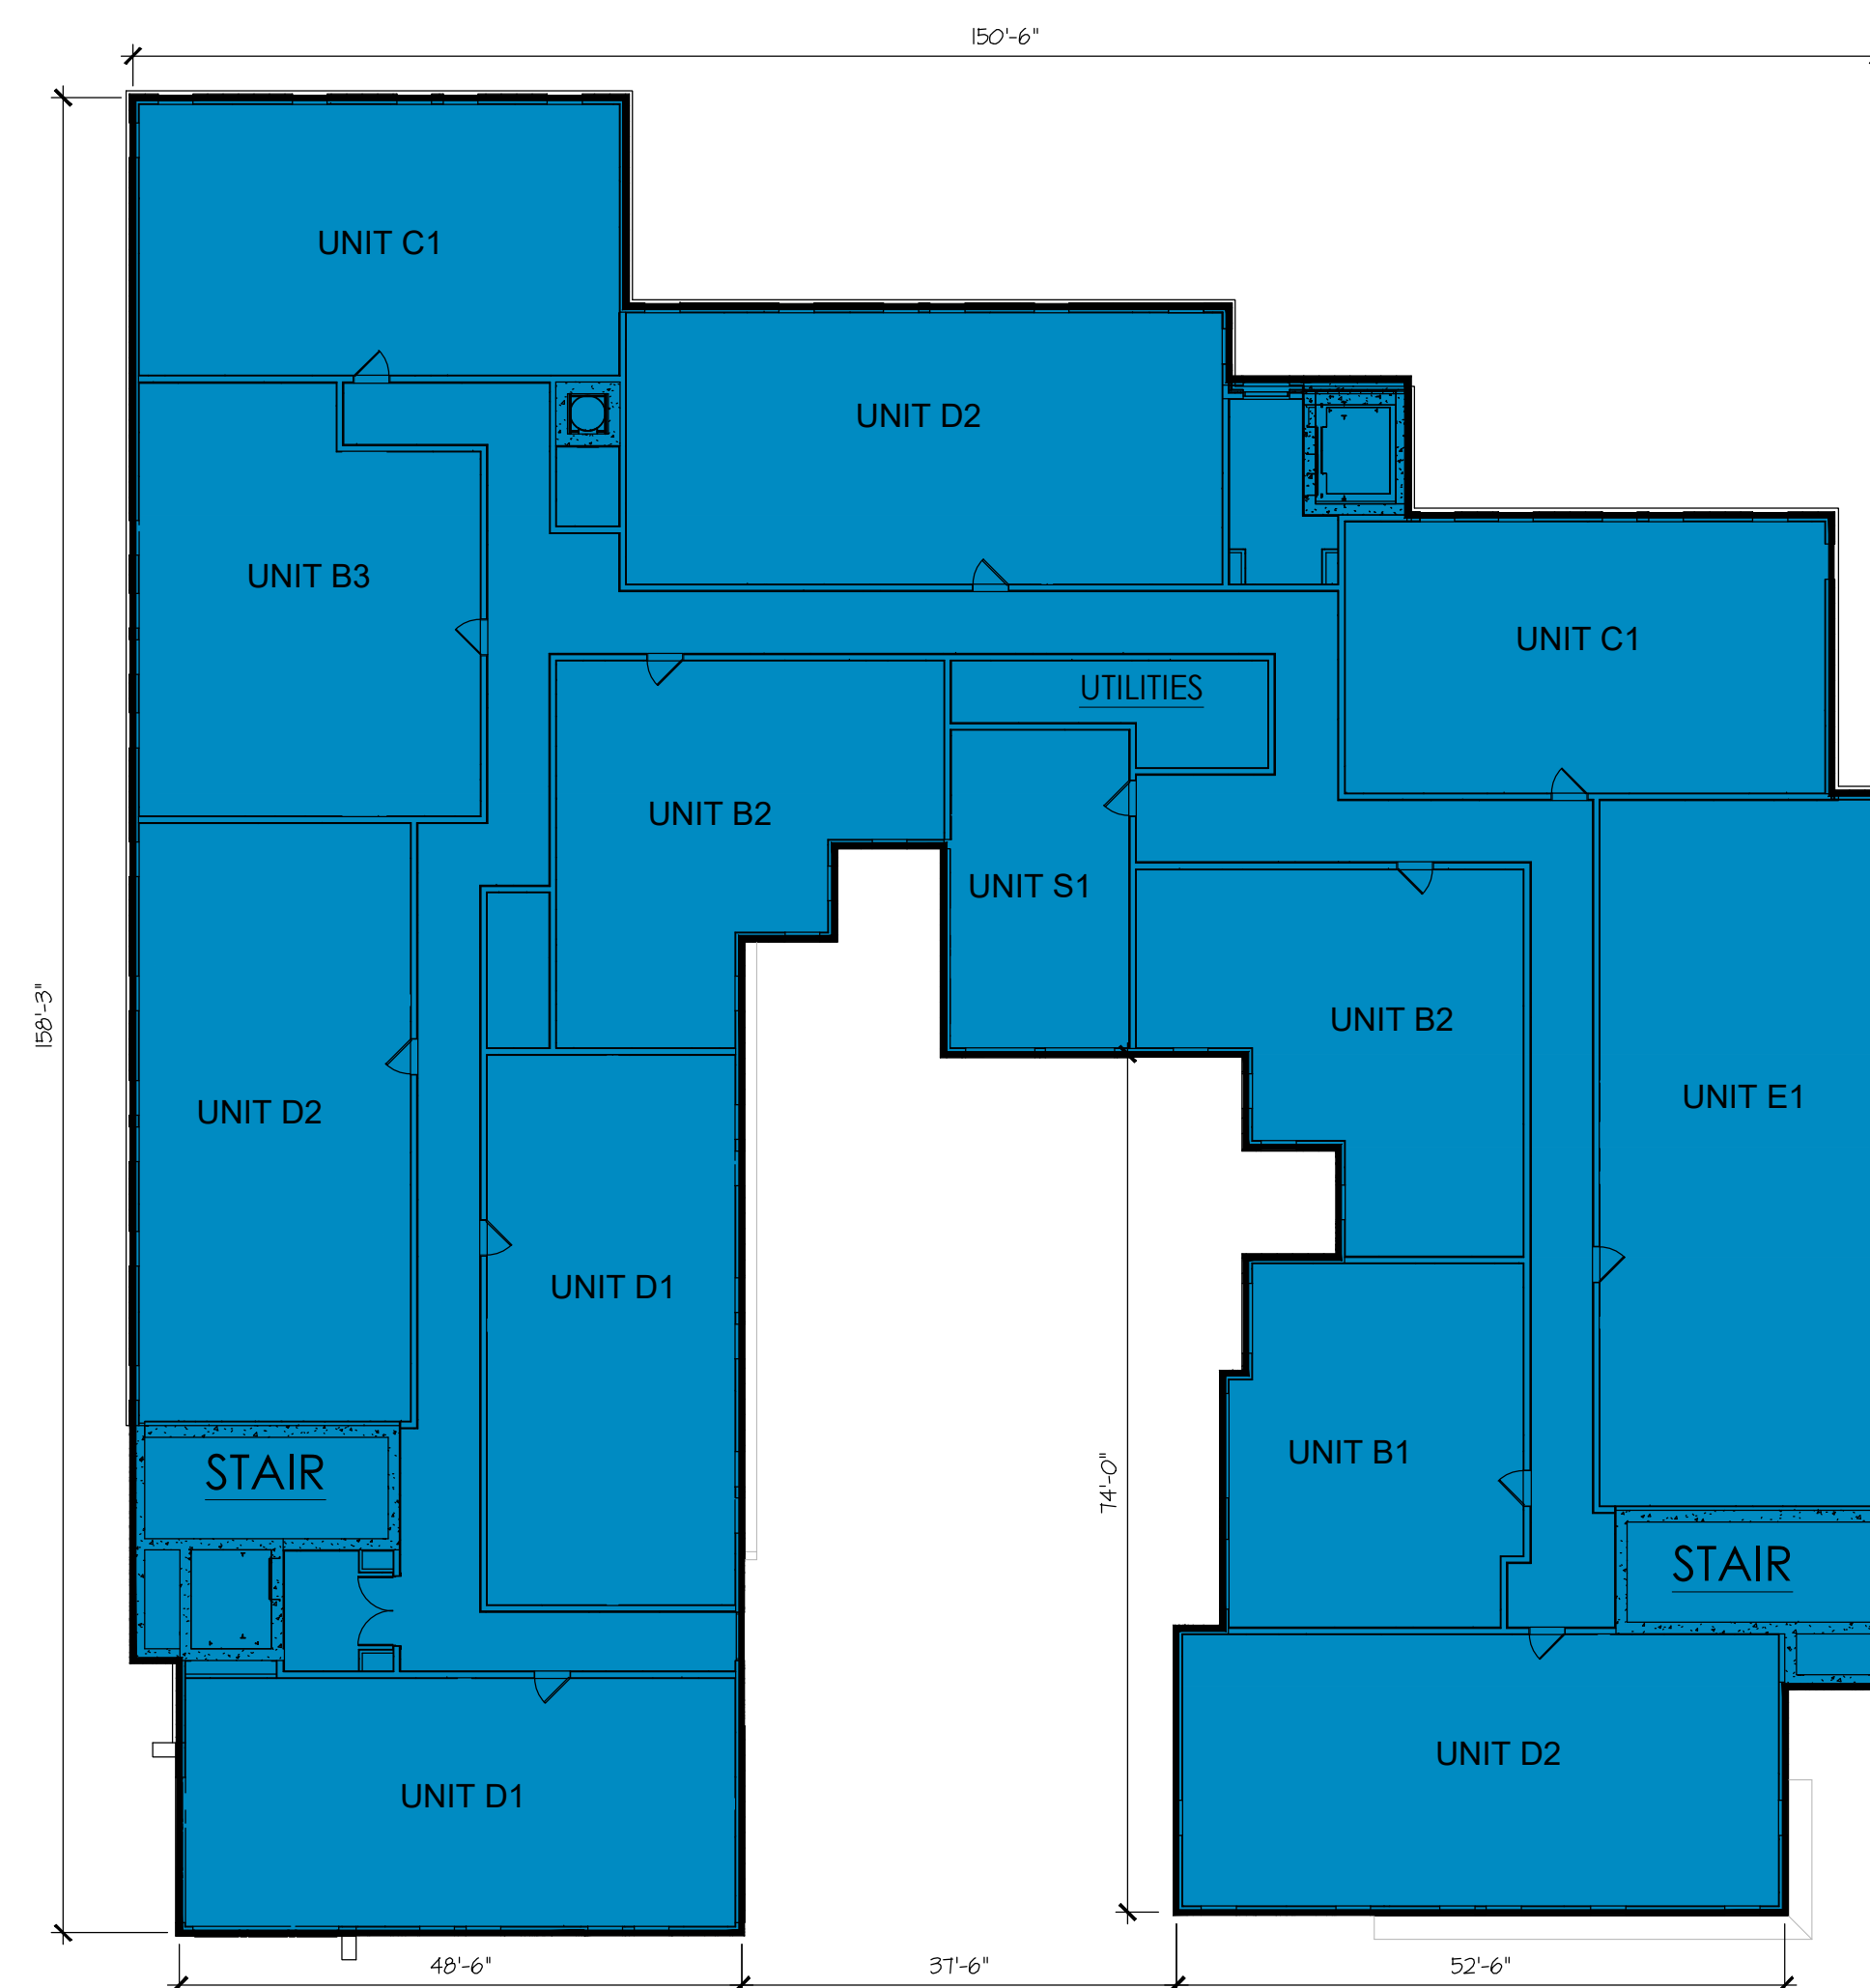 150'-6"
UNIT C1
UNIT D2
UNIT B3
UNIT C1
UTILITIES
UNIT B2
UNIT S1
158'-3"
UNIT B2
UNIT E1
UNIT D2
UNIT D1
UNIT B1
STAIR
74'-0"
STAIR
UNIT D2
UNIT D1
48'-6"
37'-6"
52'-6"